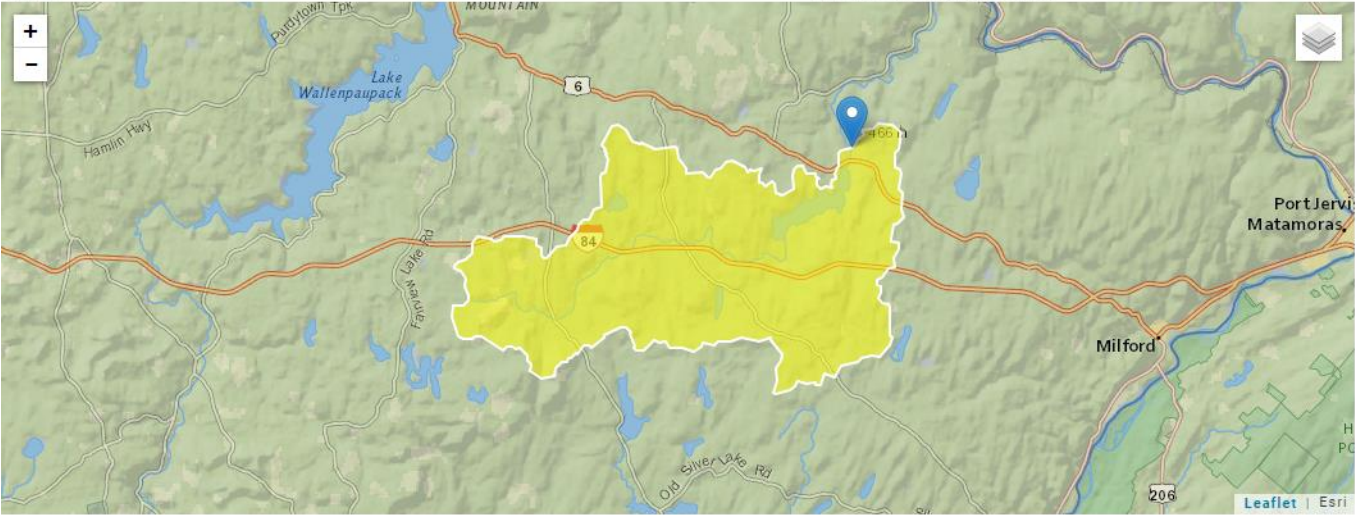 MOUNTAIN
+
−
Purdytown Tpk
Lake
Wallenpaupack
6
Hamlin Hwy
466
Port Jervis
Matamoras
84
Fairview Lake Rd
Milford
Old Silver Lake Rd
206
Leaflet | Esri